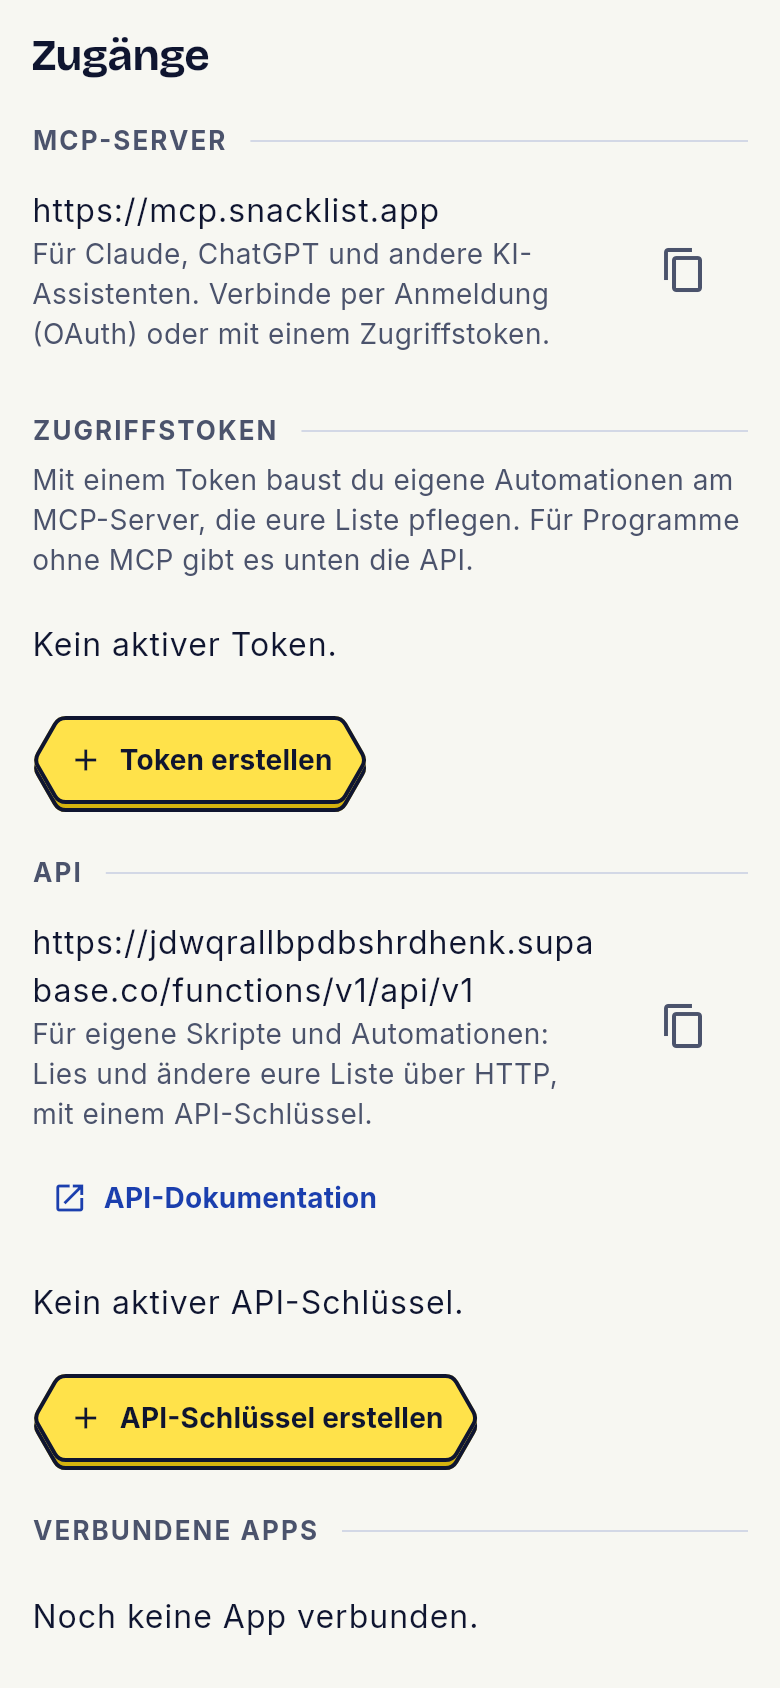 Zugänge
MCP-SERVER
https://mcp.snacklist.app
Für Claude, ChatGPT und andere KI-
Assistenten. Verbinde per Anmeldung
(OAuth) oder mit einem Zugriffstoken.
ZUGRIFFSTOKEN
Mit einem Token baust du eigene Automationen am
MCP-Server, die eure Liste pflegen. Für Programme
ohne MCP gibt es unten die API.
Kein aktiver Token.
+ Token erstellen
API
https://jdwqrallbpdbshrdhenk.supa
base.co/functions/v1/api/v1
Für eigene Skripte und Automationen:
Lies und ändere eure Liste über HTTP,
mit einem API-Schlüssel.
API-Dokumentation
Kein aktiver API-Schlüssel.
+ API-Schlüssel erstellen
VERBUNDENE APPS
Noch keine App verbunden.